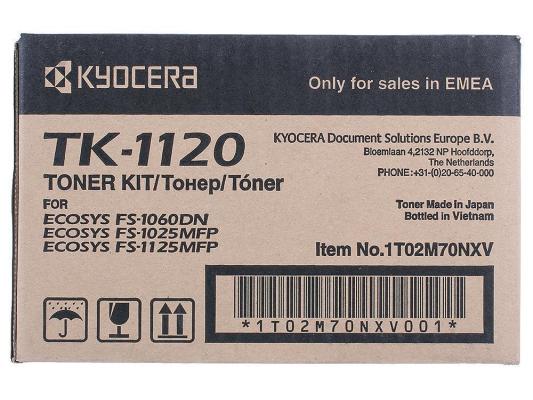 KYOCERA
Only for sales in EMEA
TK-1120
TONER KIT/Тонер/Tóner
FOR
ECOSYS FS-1060DN
ECOSYS FS-1025MFP
ECOSYS FS-1125MFP
KYOCERA Document Solutions Europe B.V.
Bloemlaan 4,2132 NP Hoofddorp,
The Netherlands
PHONE:+31-(0)20-65-40-000
Toner Made in Japan
Bottled in Vietnam
Item No.1T02M70NXV
*1T02M70NXV001*